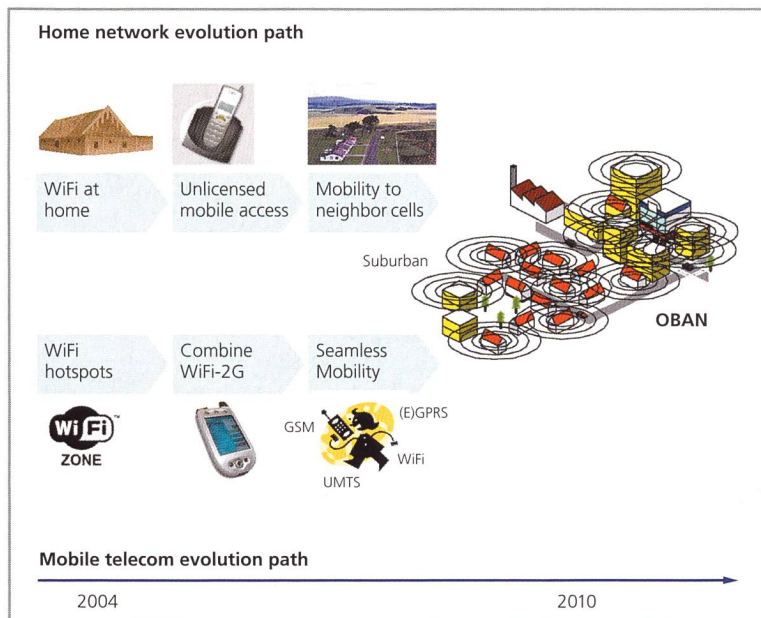 Home network evolution path
WiFi at
home
Unlicensed
mobile access
Mobility to
neighbor cells
Suburban
OBAN
WiFi
hotspots
Combine
WiFi-2G
Seamless
Mobility
Wi Fi™
ZONE
GSM
(E)GPRS
WiFi
UMTS
Mobile telecom evolution path
2004
2010